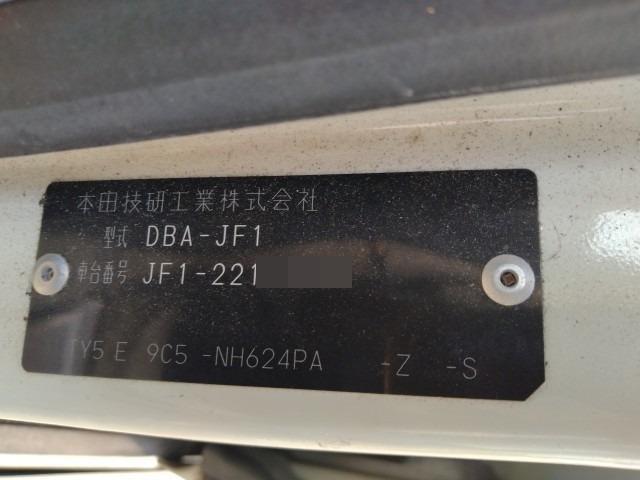 本田技研工業株式会社
型式 DBA-JF1
車台番号 JF1-221
TY5 E 9C5 -NH624PA -Z -S